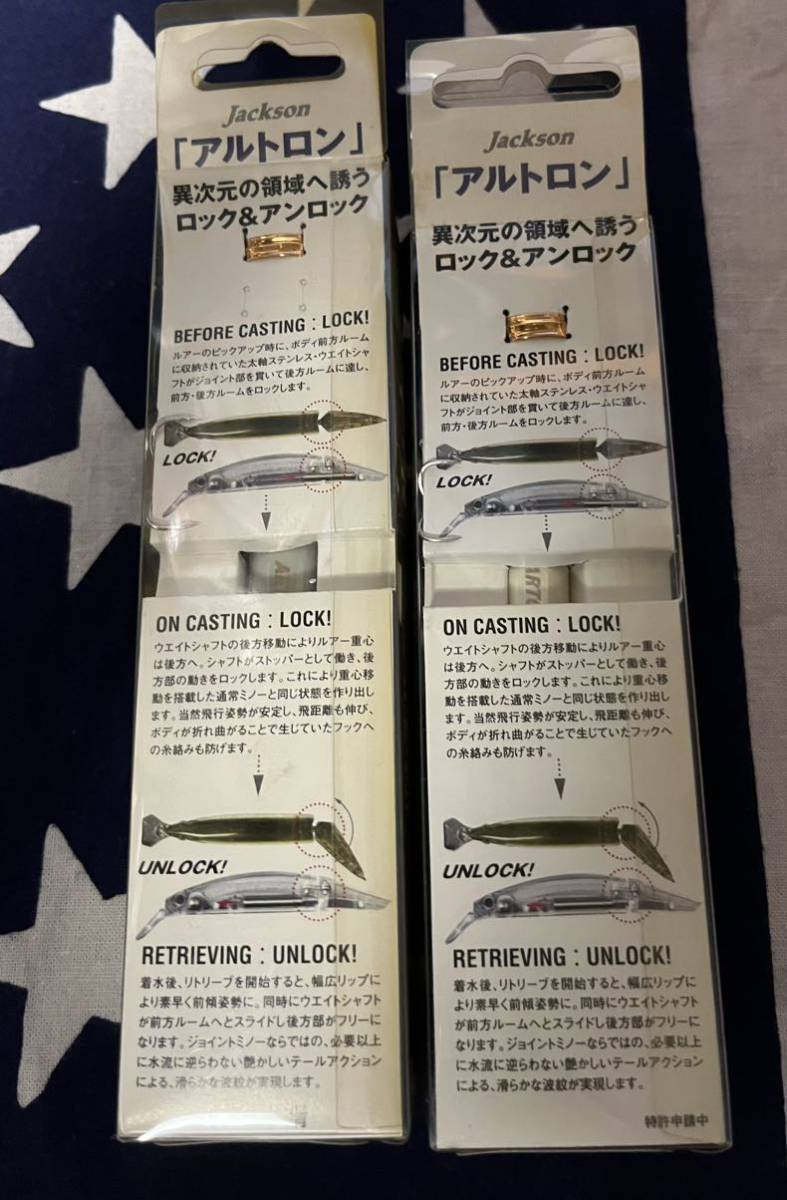 Jackson
「アルトロン」
異次元の領域へ誘う
ロック&アンロック
BEFORE CASTING : LOCK!
ルアーのピックアップ時に、ボディ前方ルーム
に収納されていた太軸ステンレス・ウエイトシャ
フトがジョイント部を貫いて後方ルームに達し、
前方・後方ルームをロックします。
LOCK!
ON CASTING : LOCK!
ウエイトシャフトの後方移動によりルアー重心
は後方へ。シャフトがストッパーとして働き、後
方部の動きをロックします。これにより重心移
動を搭載した通常ミノーと同じ状態を作り出し
ます。当然飛行姿勢が安定し、飛距離も伸び、
ボディが折れ曲がることで生じていたフックへ
の糸絡みも防げます。
UNLOCK!
RETRIEVING : UNLOCK!
着水後、リトリーブを開始すると、幅広リップに
より素早く前傾姿勢に。同時にウエイトシャフト
が前方ルームへとスライドし後方部がフリーに
なります。ジョイントミノーならではの、必要以上
に水流に逆らわない艶かしいテールアクション
による、滑らかな波紋が実現します。
Jackson
「アルトロン」
異次元の領域へ誘う
ロック&アンロック
BEFORE CASTING : LOCK!
ルアーのピックアップ時に、ボディ前方ルーム
に収納されていた太軸ステンレス・ウエイトシャ
フトがジョイント部を貫いて後方ルームに達し、
前方・後方ルームをロックします。
LOCK!
ARTO
ON CASTING : LOCK!
ウエイトシャフトの後方移動によりルアー重心
は後方へ。シャフトがストッパーとして働き、後
方部の動きをロックします。これにより重心移
動を搭載した通常ミノーと同じ状態を作り出し
ます。当然飛行姿勢が安定し、飛距離も伸び、
ボディが折れ曲がることで生じていたフックへ
の糸絡みも防げます。
UNLOCK!
RETRIEVING : UNLOCK!
着水後、リトリーブを開始すると、幅広リップに
より素早く前傾姿勢に。同時にウエイトシャフト
が前方ルームへとスライドし後方部がフリーに
なります。ジョイントミノーならではの、必要以上
に水流に逆らわない艶かしいテールアクション
による、滑らかな波紋が実現します。
特許申請中